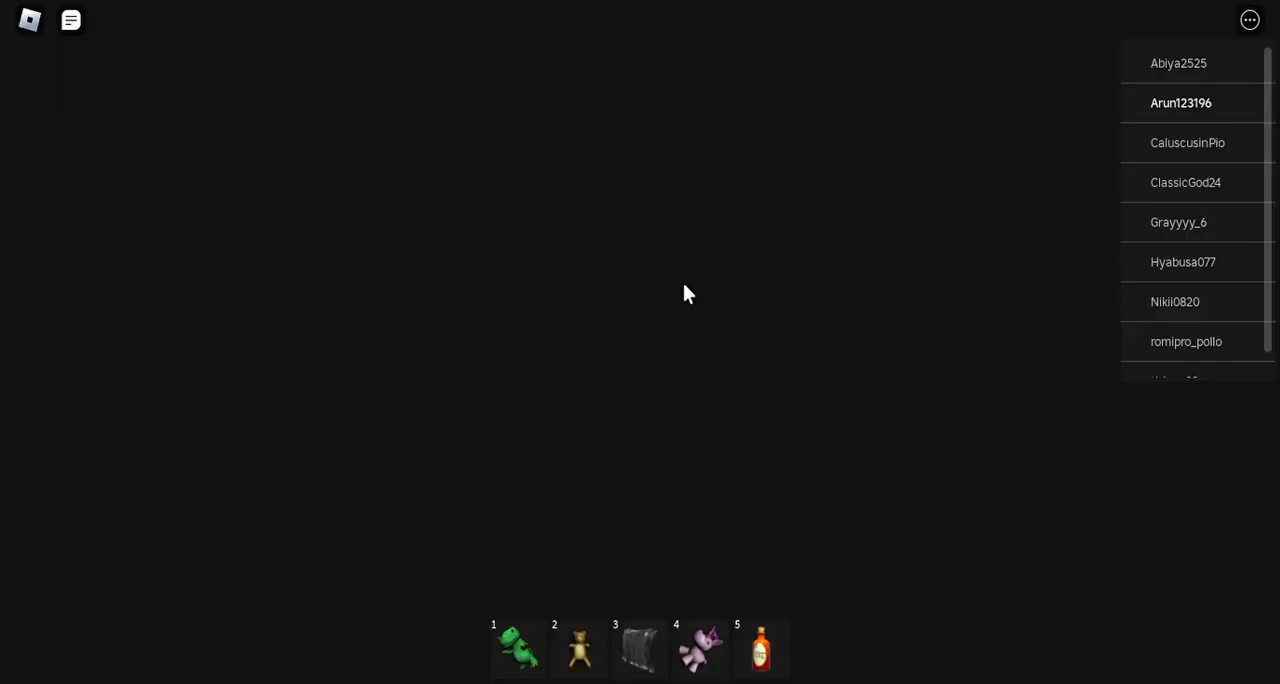 Abiya2525
Arun123196
CaluscusinPio
ClassicGod24
Grayyyy_6
Hyabusa077
Nikii0820
romipro_pollo
1 2 3 4 5